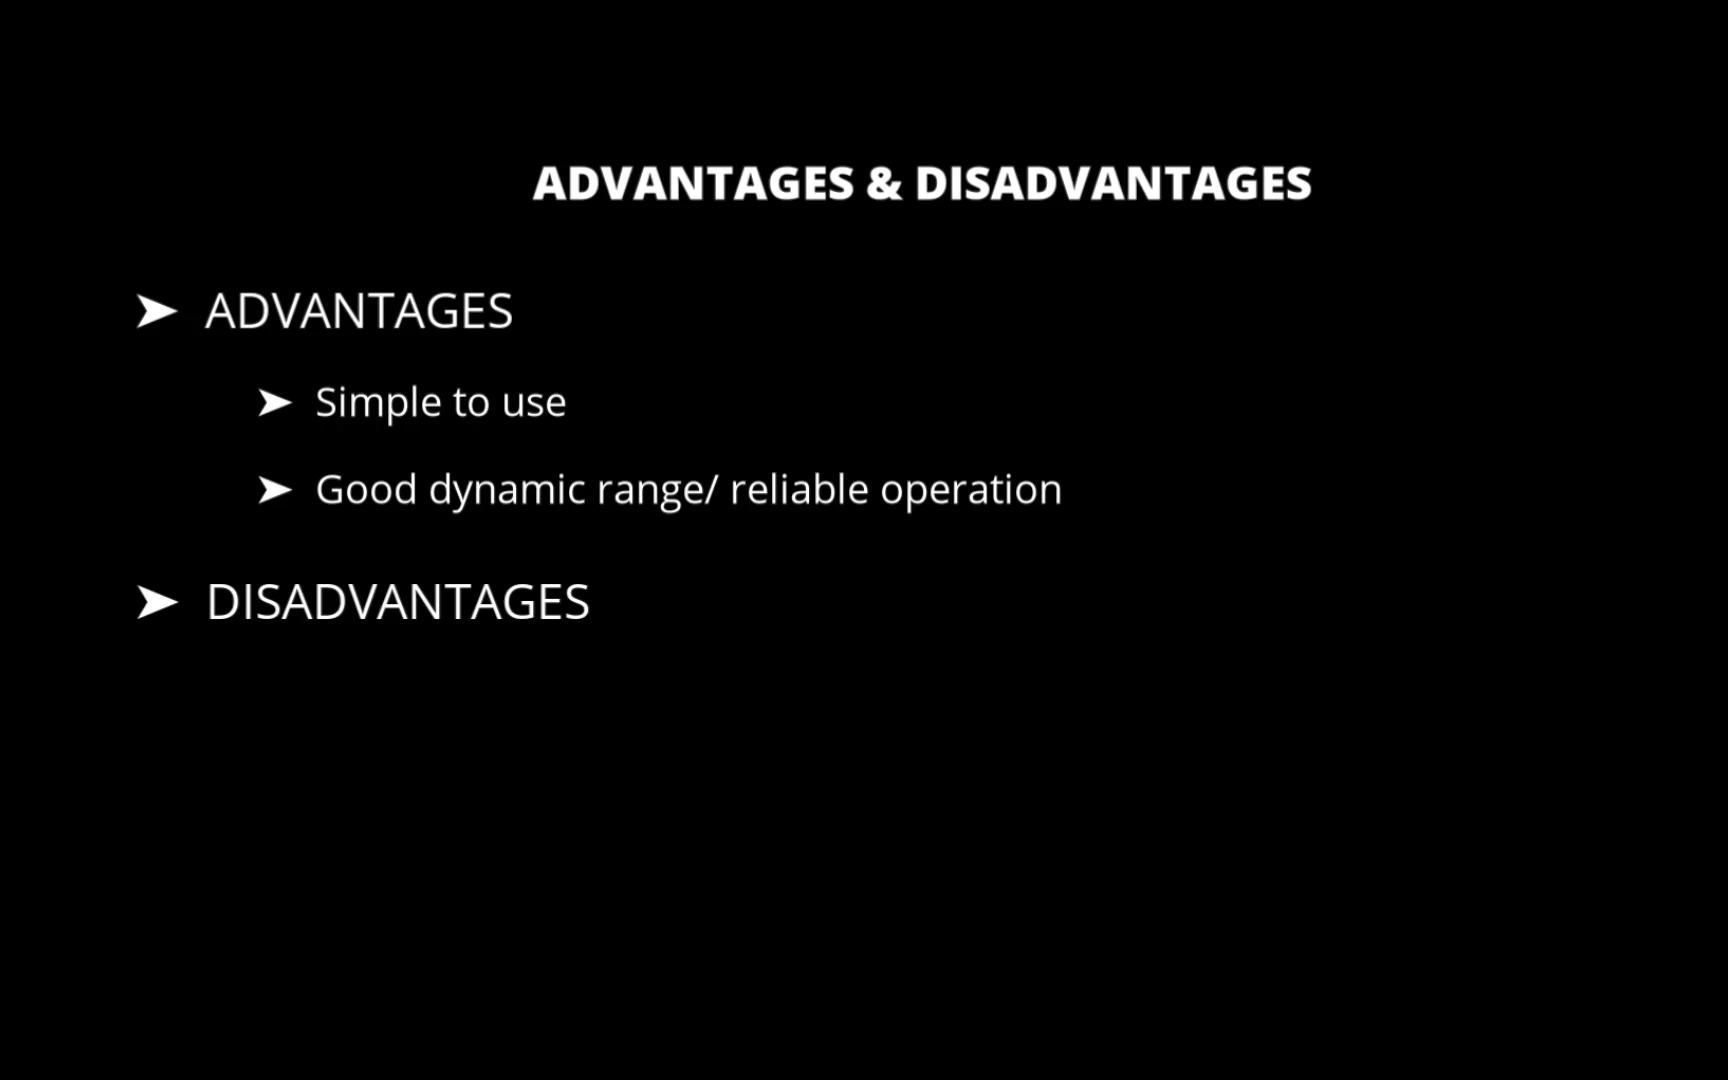 ADVANTAGES & DISADVANTAGES
➤ ADVANTAGES
➤ Simple to use
➤ Good dynamic range/ reliable operation
➤ DISADVANTAGES